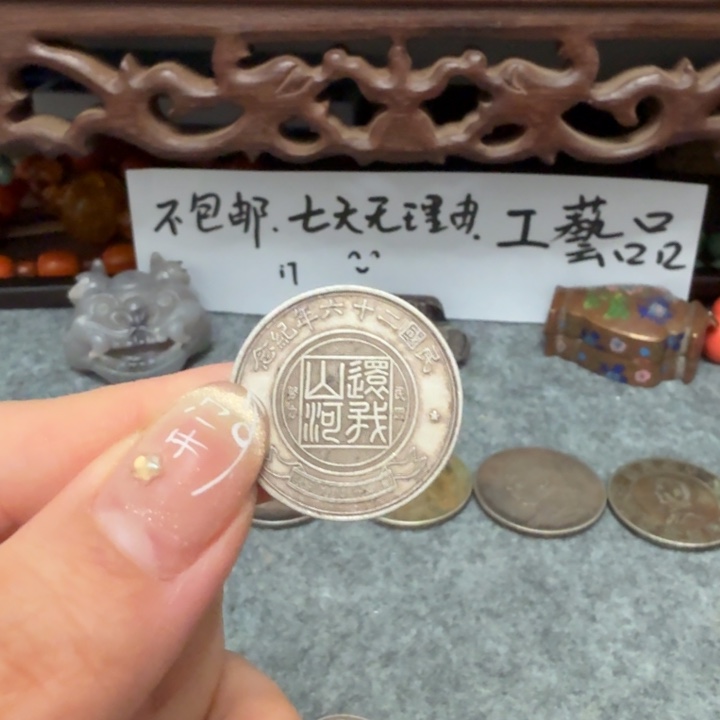 不包邮.七天无理由.工藝品
民國二十六年紀念
還我
山河